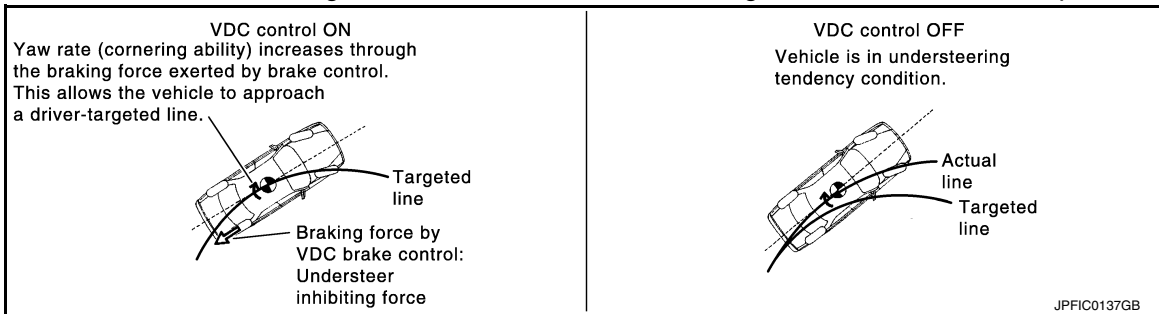 VDC control ON
Yaw rate (cornering ability) increases through
the braking force exerted by brake control.
This allows the vehicle to approach
a driver-targeted line.
Targeted
line
Braking force by
VDC brake control:
Understeer
inhibiting force
VDC control OFF
Vehicle is in understeering
tendency condition.
Actual
line
Targeted
line
JPFIC0137GB